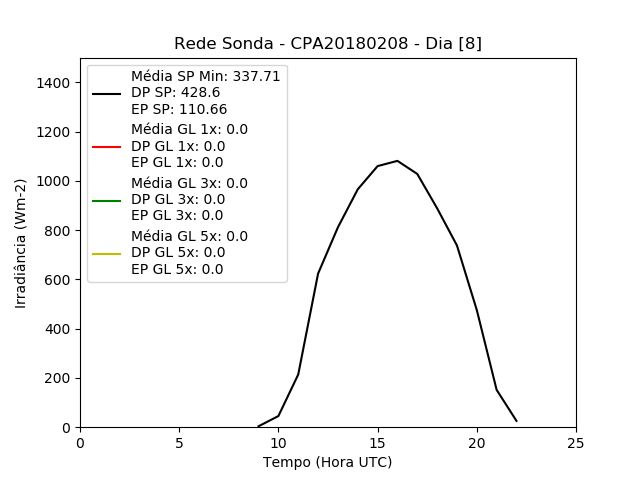 Rede Sonda - CPA20180208 - Dia [8]
Média SP Min: 337.71
DP SP: 428.6
EP SP: 110.66
Média GL 1x: 0.0
DP GL 1x: 0.0
EP GL 1x: 0.0
Média GL 3x: 0.0
DP GL 3x: 0.0
EP GL 3x: 0.0
Média GL 5x: 0.0
DP GL 5x: 0.0
EP GL 5x: 0.0
Irradiância (Wm-2)
1400
1200
1000
800
600
400
200
0
0 5 10 15 20 25
Tempo (Hora UTC)